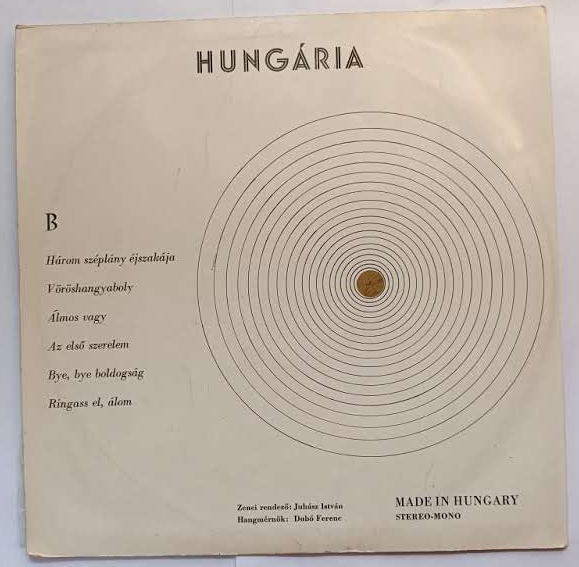 HUNGÁRIA
B
Három széplány éjszakája
Vöröshangyaboly
Álmos vagy
Az első szerelem
Bye, bye boldogság
Ringass el, álom
Zenei rendező: Juhász István
Hangmérnök: Dobó Ferenc
MADE IN HUNGARY
STEREO-MONO